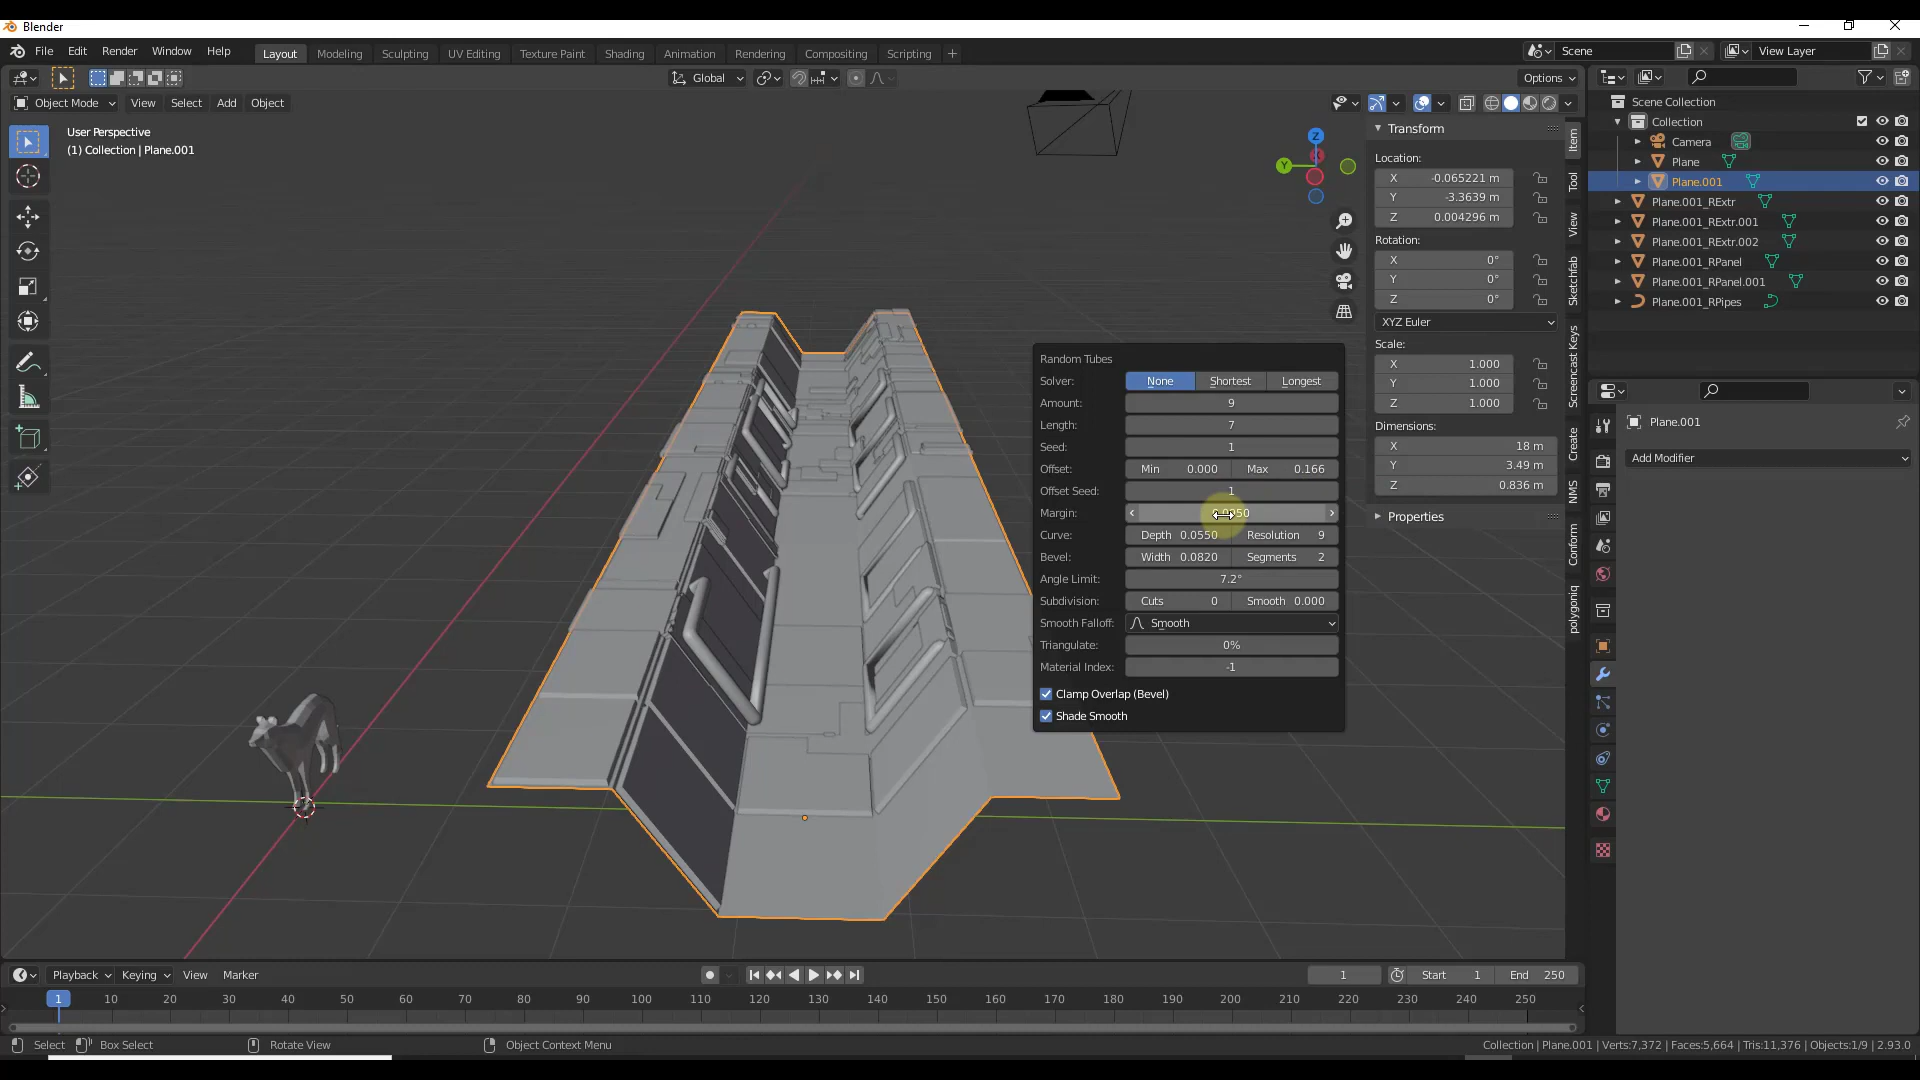 Blender
File Edit Render Window Help
Layout Modeling Sculpting UV Editing Texture Paint Shading Animation Rendering Compositing Scripting +
Scene
View Layer
Global
Options
Object Mode View Select Add Object
User Perspective
(1) Collection | Plane.001
Z
Y
Transform
Location:
X -0.065221 m
Y -3.3639 m
Z 0.004296 m
Rotation:
X 0°
Y 0°
Z 0°
XYZ Euler
Scale:
X 1.000
Y 1.000
Z 1.000
Dimensions:
X 18 m
Y 3.49 m
Z 0.836 m
Properties
Item
Tool
View
Sketchfab
Screencast Keys
Create
NMS
Conform
polygoniq
Scene Collection
Collection
Camera
Plane
Plane.001
Plane.001_RExtr
Plane.001_RExtr.001
Plane.001_RExtr.002
Plane.001_RPanel
Plane.001_RPanel.001
Plane.001_RPipes
Plane.001
Add Modifier
Random Tubes
Solver: None Shortest Longest
Amount: 9
Length: 7
Seed: 1
Offset: Min 0.000 Max 0.166
Offset Seed: 1
Margin:
Curve: Depth 0.0550 Resolution 9
Bevel: Width 0.0820 Segments 2
Angle Limit: 7.2°
Subdivision: Cuts 0 Smooth 0.000
Smooth Falloff: Smooth
Triangulate: 0%
Material Index: -1
Clamp Overlap (Bevel)
Shade Smooth
Playback Keying View Marker
1 Start 1 End 250
1 10 20 30 40 50 60 70 80 90 100 110 120 130 140 150 160 170 180 190 200 210 220 230 240 250
Select Box Select Rotate View Object Context Menu
Collection | Plane.001 | Verts:7,372 | Faces:5,664 | Tris:11,376 | Objects:1/9 | 2.93.0